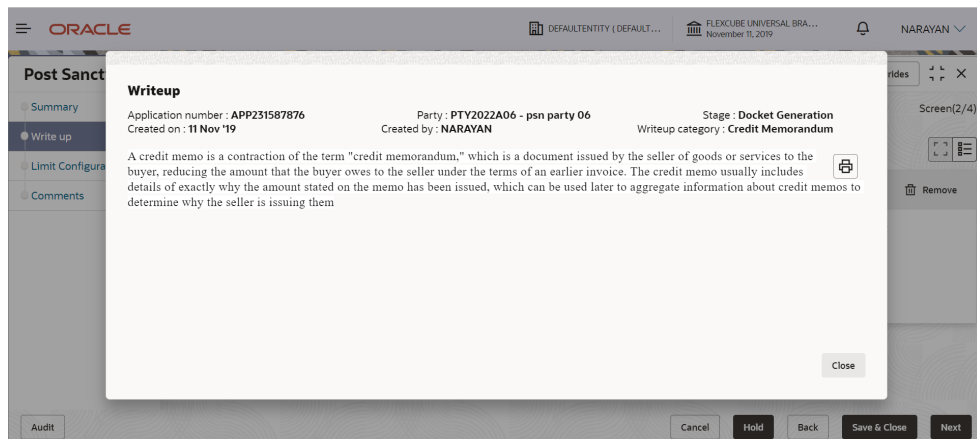 ORACLE
DEFAULTENTITY ( DEFAULT...
FLEXCUBE UNIVERSAL BRA...
November 11, 2019
NARAYAN
Post Sanct
rides
Summary
Screen(2/4)
Write up
Limit Configura
Comments
Remove
Writeup
Application number : APP231587876
Party : PTY2022A06 - psn party 06
Stage : Docket Generation
Created on : 11 Nov '19
Created by : NARAYAN
Writeup category : Credit Memorandum
A credit memo is a contraction of the term "credit memorandum," which is a document issued by the seller of goods or services to the
buyer, reducing the amount that the buyer owes to the seller under the terms of an earlier invoice. The credit memo usually includes
details of exactly why the amount stated on the memo has been issued, which can be used later to aggregate information about credit memos to
determine why the seller is issuing them
Close
Audit
Cancel
Hold
Back
Save & Close
Next